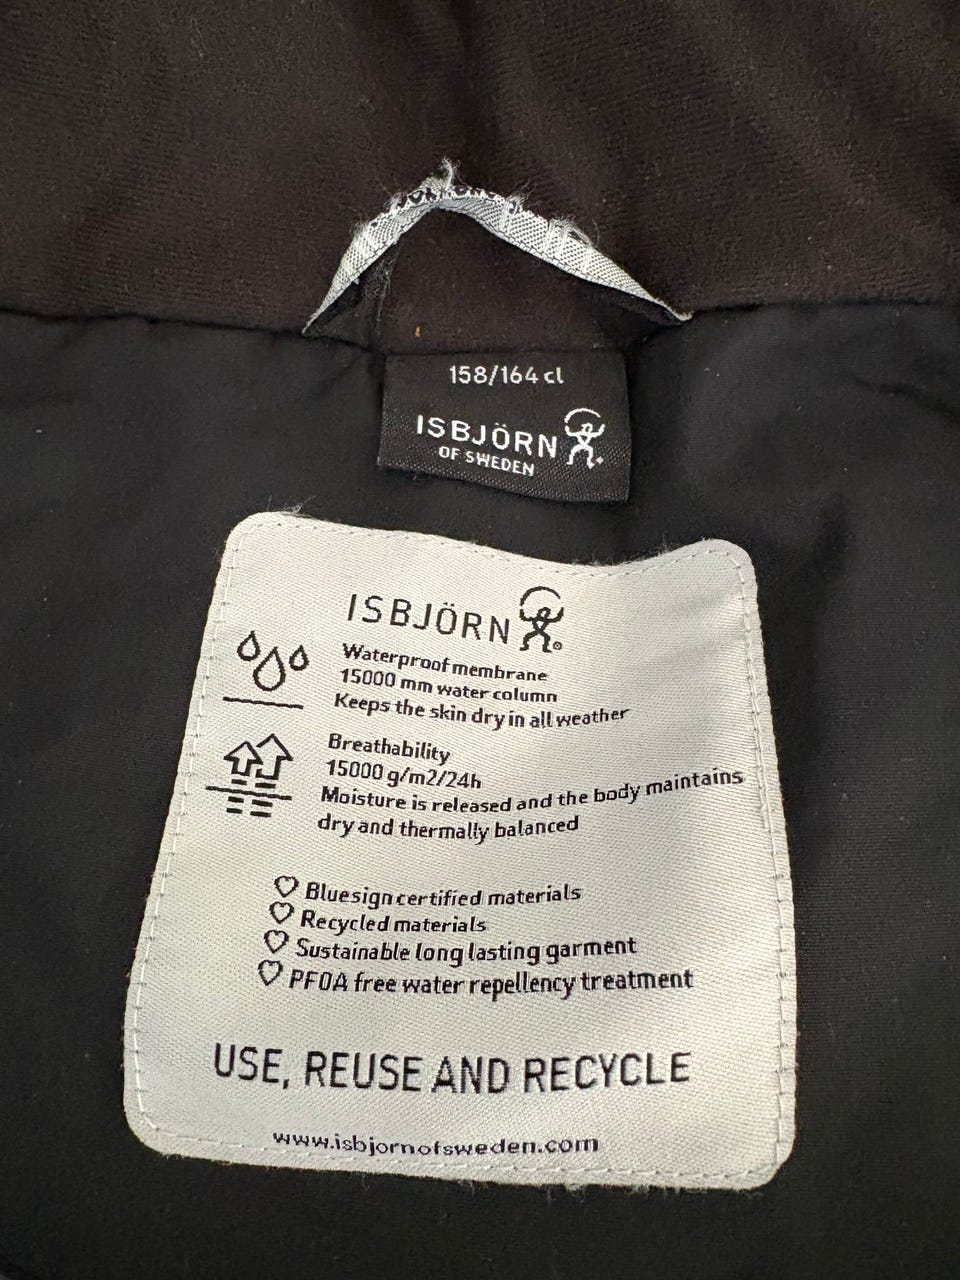 158/164 cl
ISBJÖRN
OF SWEDEN
ISBJÖRN
Waterproof membrane
15000 mm water column
Keeps the skin dry in all weather
Breathability
15000 g/m2/24h
Moisture is released and the body maintains
dry and thermally balanced
Bluesign certified materials
Recycled materials
Sustainable long lasting garment
PFOA free water repellency treatment
USE, REUSE AND RECYCLE
www.isbjornofsweden.com